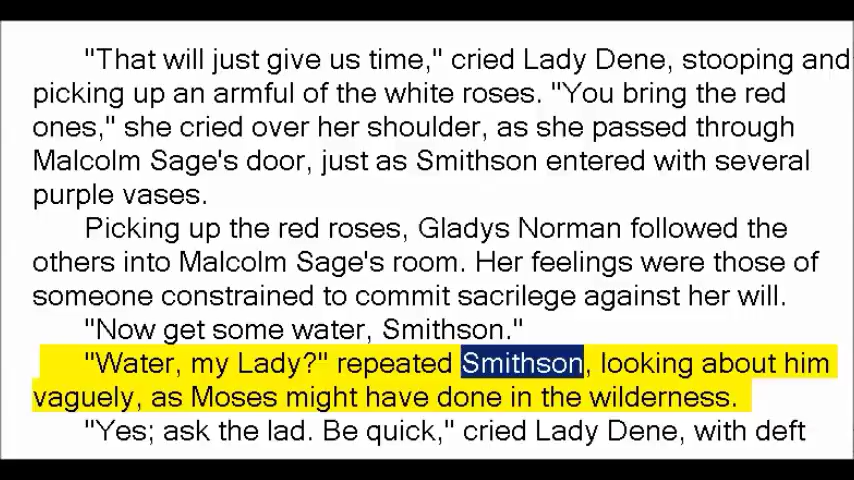 "That will just give us time," cried Lady Dene, stooping and
picking up an armful of the white roses. "You bring the red
ones," she cried over her shoulder, as she passed through
Malcolm Sage's door, just as Smithson entered with several
purple vases.
Picking up the red roses, Gladys Norman followed the
others into Malcolm Sage's room. Her feelings were those of
someone constrained to commit sacrilege against her will.
"Now get some water, Smithson."
"Water, my Lady?" repeated Smithson, looking about him
vaguely, as Moses might have done in the wilderness.
"Yes; ask the lad. Be quick," cried Lady Dene, with deft